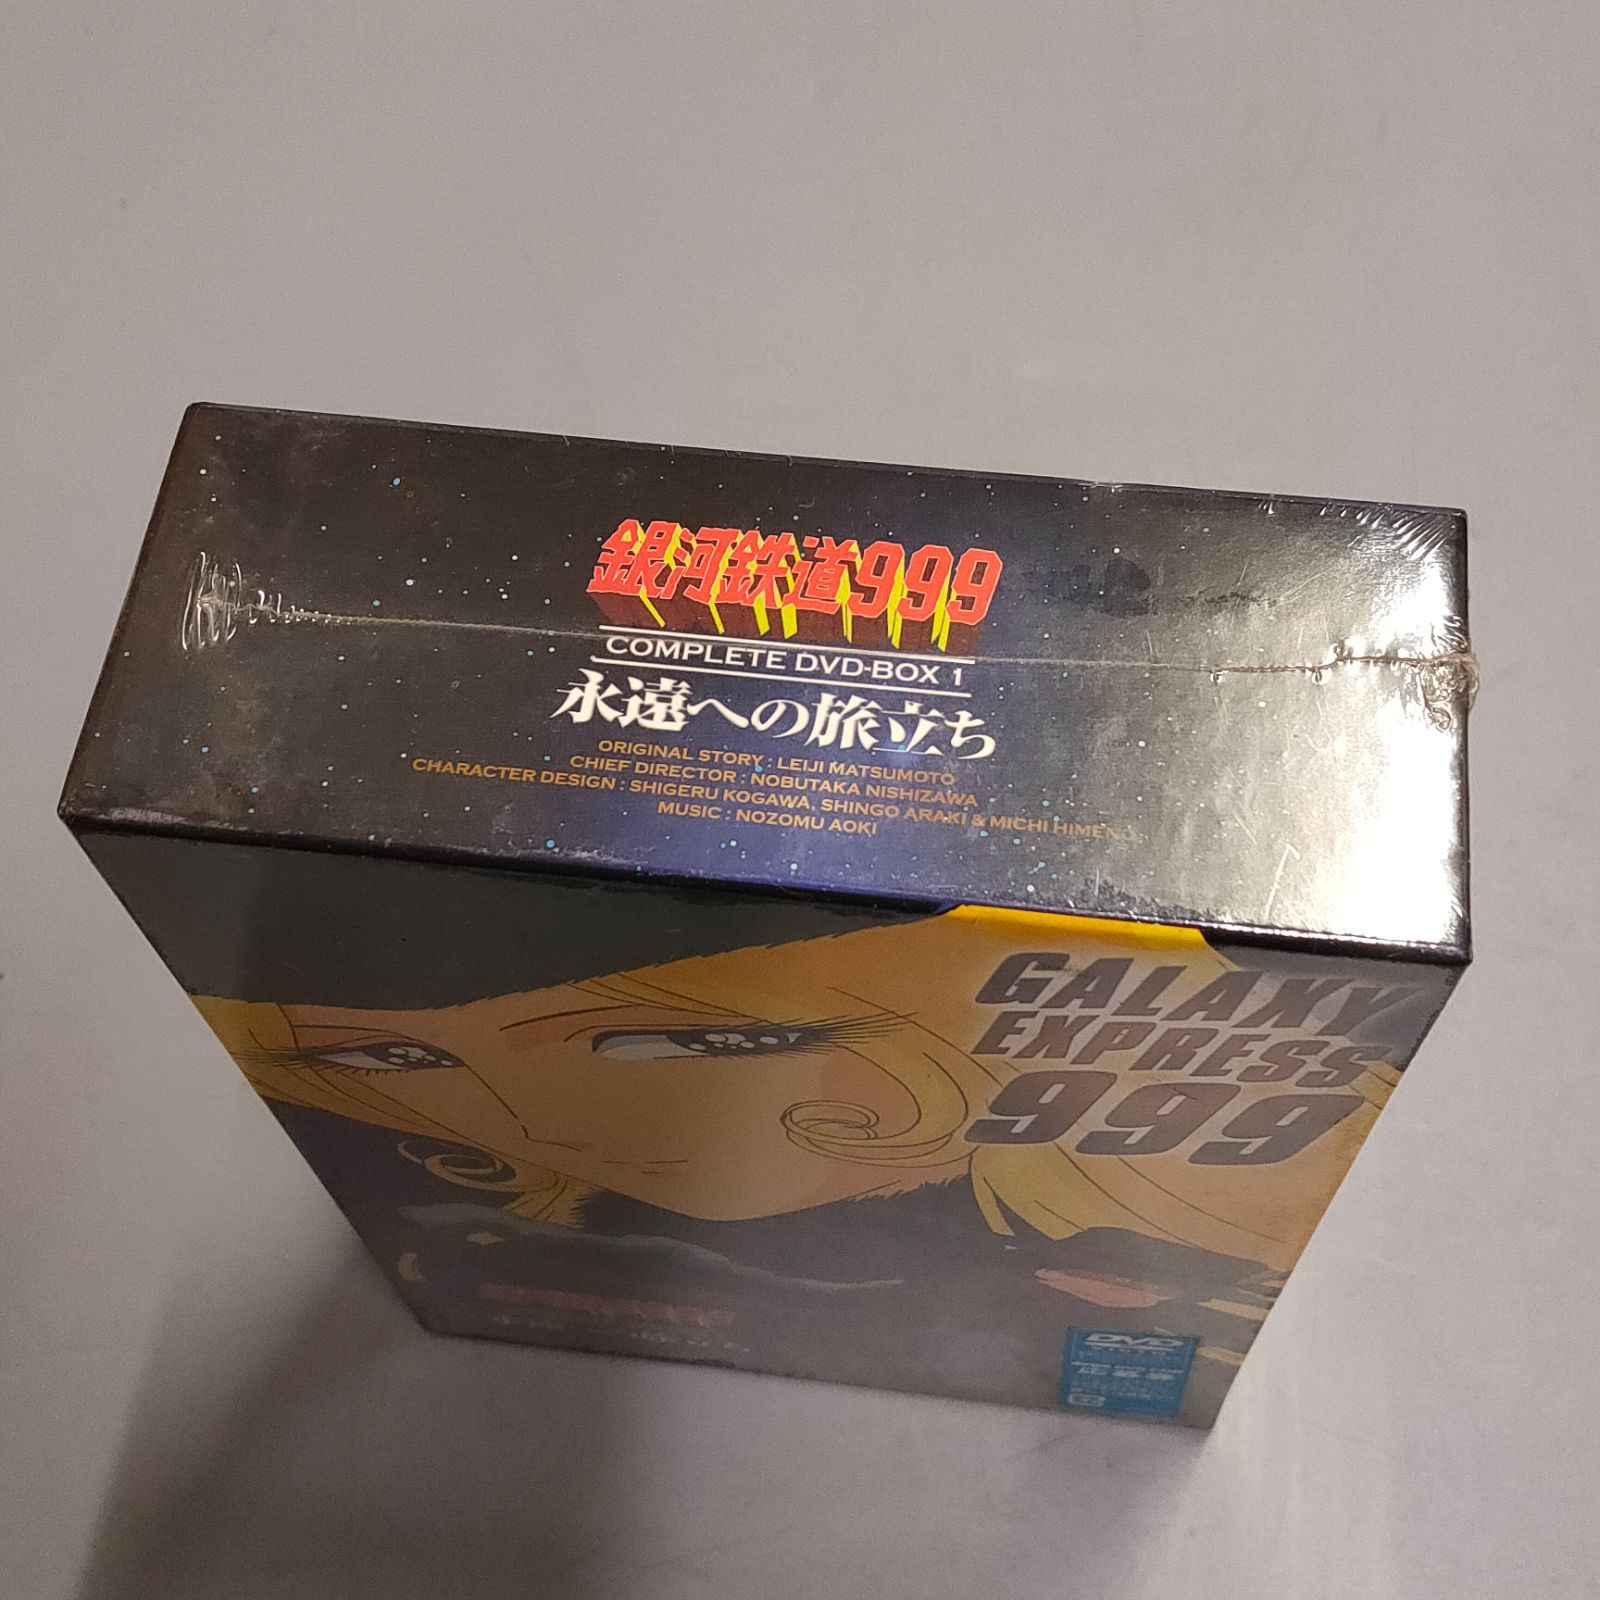 銀河鉄道999
COMPLETE DVD-BOX 1
永遠への旅立ち
ORIGINAL STORY : LEIJI MATSUMOTO
CHIEF DIRECTOR : NOBUTAKA NISHIZAWA
CHARACTER DESIGN : SHIGERU KOGAWA, SHINGO ARAKI & MICHI HIMENO
MUSIC : NOZOMU AOKI
GALAXY
EXPRESS
999
DVD
VIDEO